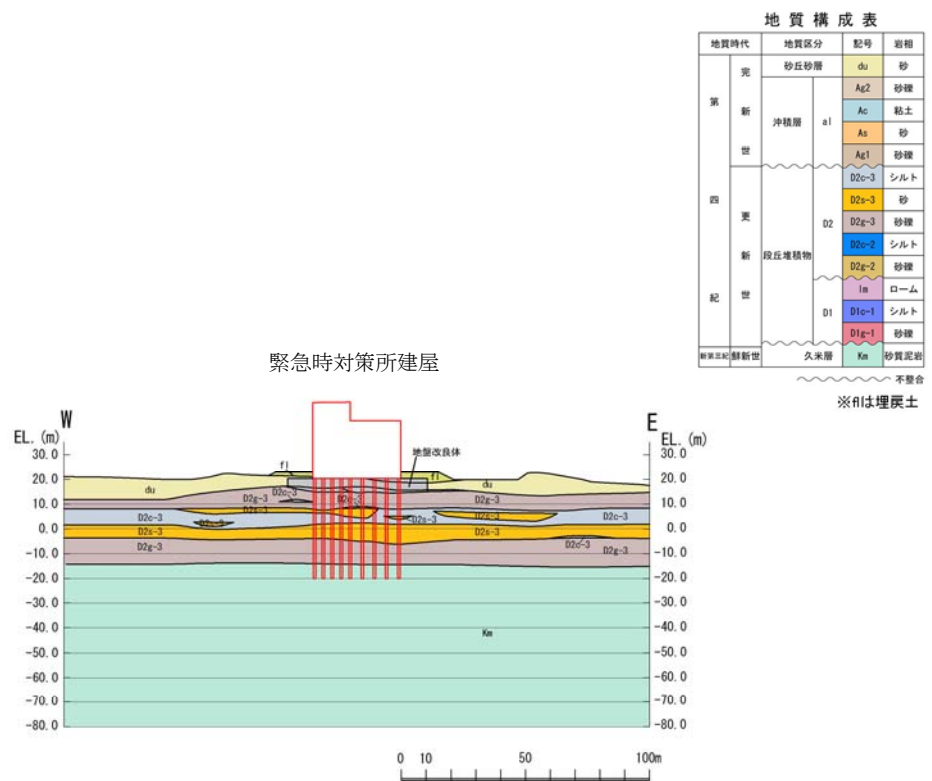 地質構成表
地質時代 地質区分 記号 岩相
第四紀 完新世 砂丘砂層 du 砂
沖積層 al Ag2 砂礫
Ac 粘土
As 砂
Ag1 砂礫
更新世 段丘堆積物 D2 D2c-3 シルト
D2s-3 砂
D2g-3 砂礫
D2c-2 シルト
D2g-2 砂礫
D1 lm ローム
D1c-1 シルト
D1g-1 砂礫
新第三紀 鮮新世 久米層 Km 砂質泥岩
不整合
※flは埋戻土
緊急時対策所建屋
W E
EL. (m) EL. (m)
地盤改良体
30.0 30.0
fl fl
20.0 20.0
du du
D2c-3 D2c-3
D2g-3 D2g-3
10.0 10.0
D2s-3 D2s-3
D2c-3 D2s-3 D2c-3
0.0 0.0
D2s-3 D2s-3
D2g-3 D2c-3 D2g-3
-10.0 -10.0
-20.0 -20.0
-30.0 -30.0
-40.0 Km -40.0
-50.0 -50.0
-60.0 -60.0
-70.0 -70.0
-80.0 -80.0
0 10 50 100m